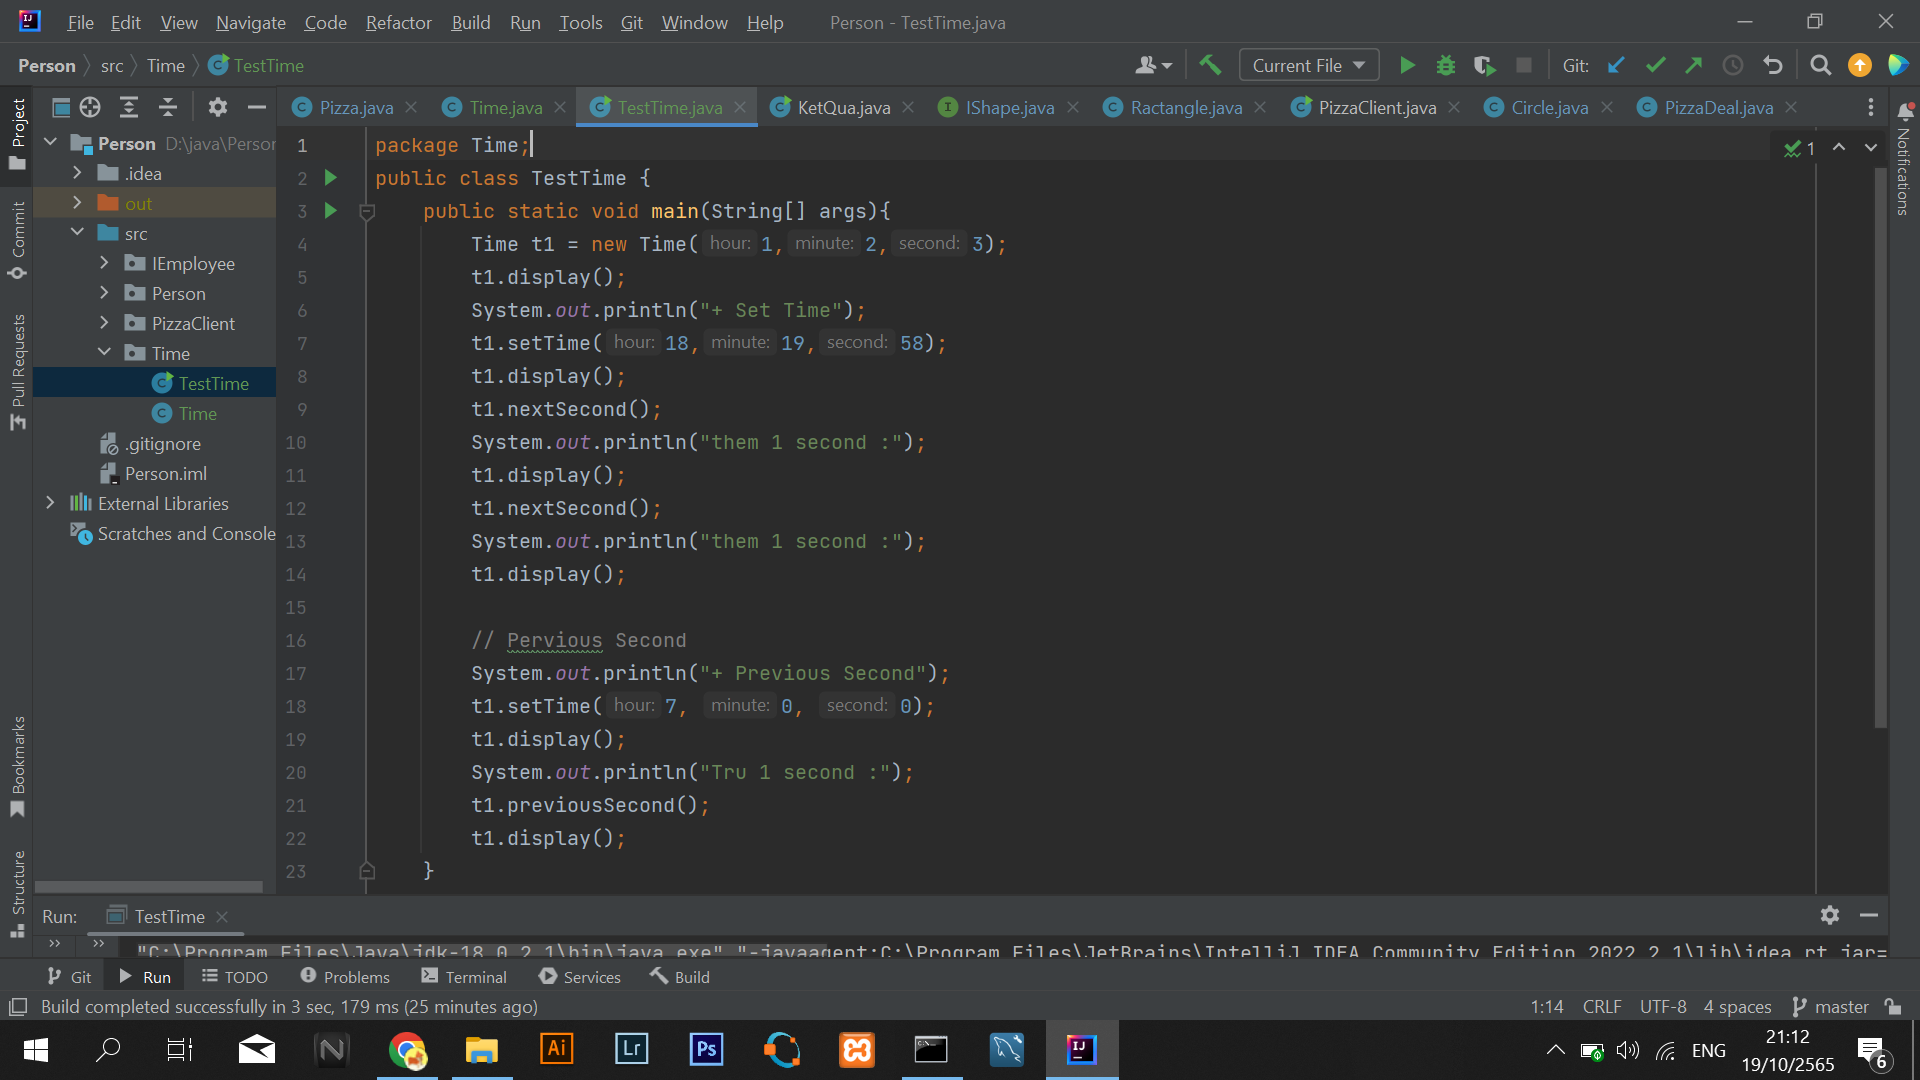 File Edit View Navigate Code Refactor Build Run Tools Git Window Help Person - TestTime.java
Person src Time TestTime Current File Git:
Pizza.java Time.java TestTime.java KetQua.java IShape.java Ractangle.java PizzaClient.java Circle.java PizzaDeal.java
Project
Commit
Pull Requests
Bookmarks
Structure
Notifications
Person D:\java\Person
.idea
out
src
IEmployee
Person
PizzaClient
Time
TestTime
Time
.gitignore
Person.iml
External Libraries
Scratches and Console
1 package Time; 1
2 public class TestTime {
3 public static void main(String[] args){
4 Time t1 = new Time( hour: 1, minute: 2, second: 3);
5 t1.display();
6 System.out.println("+ Set Time");
7 t1.setTime( hour: 18, minute: 19, second: 58);
8 t1.display();
9 t1.nextSecond();
10 System.out.println("them 1 second :");
11 t1.display();
12 t1.nextSecond();
13 System.out.println("them 1 second :");
14 t1.display();
15
16 // Pervious Second
17 System.out.println("+ Previous Second");
18 t1.setTime( hour: 7, minute: 0, second: 0);
19 t1.display();
20 System.out.println("Tru 1 second :");
21 t1.previousSecond();
22 t1.display();
23 }
Run: TestTime
"C:\Program Files\Java\jdk-18.0.2.1\bin\java.exe" "-javaagent:C:\Program Files\JetBrains\IntelliJ IDEA Community Edition 2022.2.1\lib\idea_rt.jar=
Git Run TODO Problems Terminal Services Build
Build completed successfully in 3 sec, 179 ms (25 minutes ago) 1:14 CRLF UTF-8 4 spaces master
Ai Lr Ps IJ ENG 21:12
19/10/2565 6